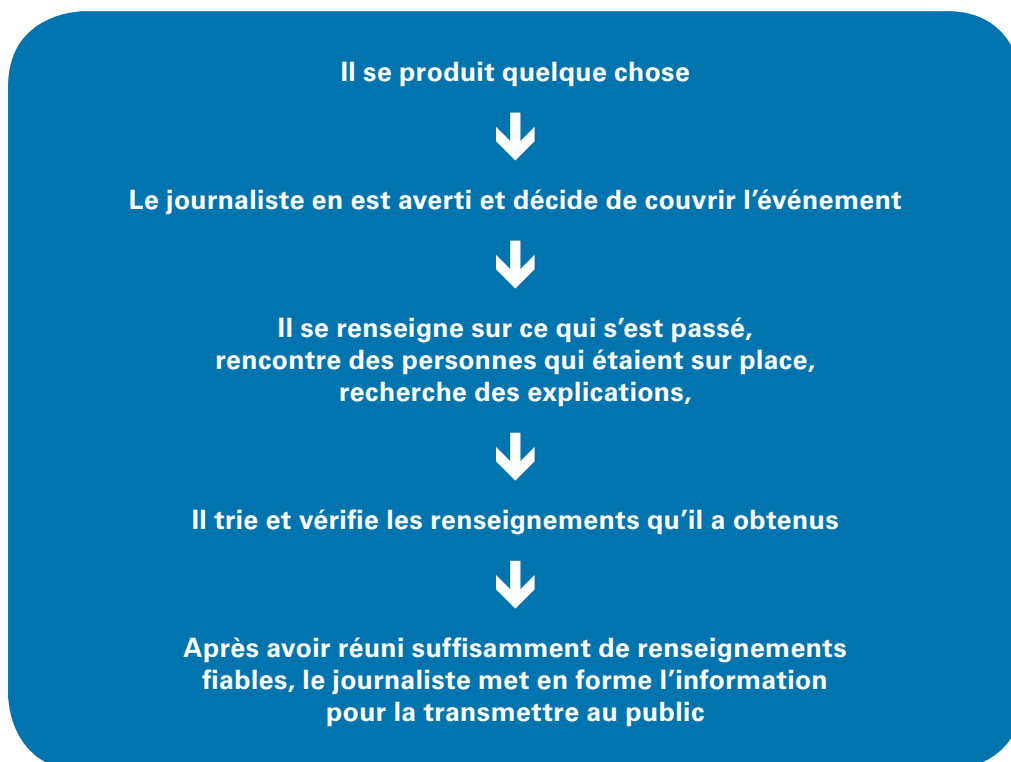 Il se produit quelque chose
Le journaliste en est averti et décide de couvrir l’événement
Il se renseigne sur ce qui s’est passé,
rencontre des personnes qui étaient sur place,
recherche des explications,
Il trie et vérifie les renseignements qu’il a obtenus
Après avoir réuni suffisamment de renseignements
fiables, le journaliste met en forme l’information
pour la transmettre au public